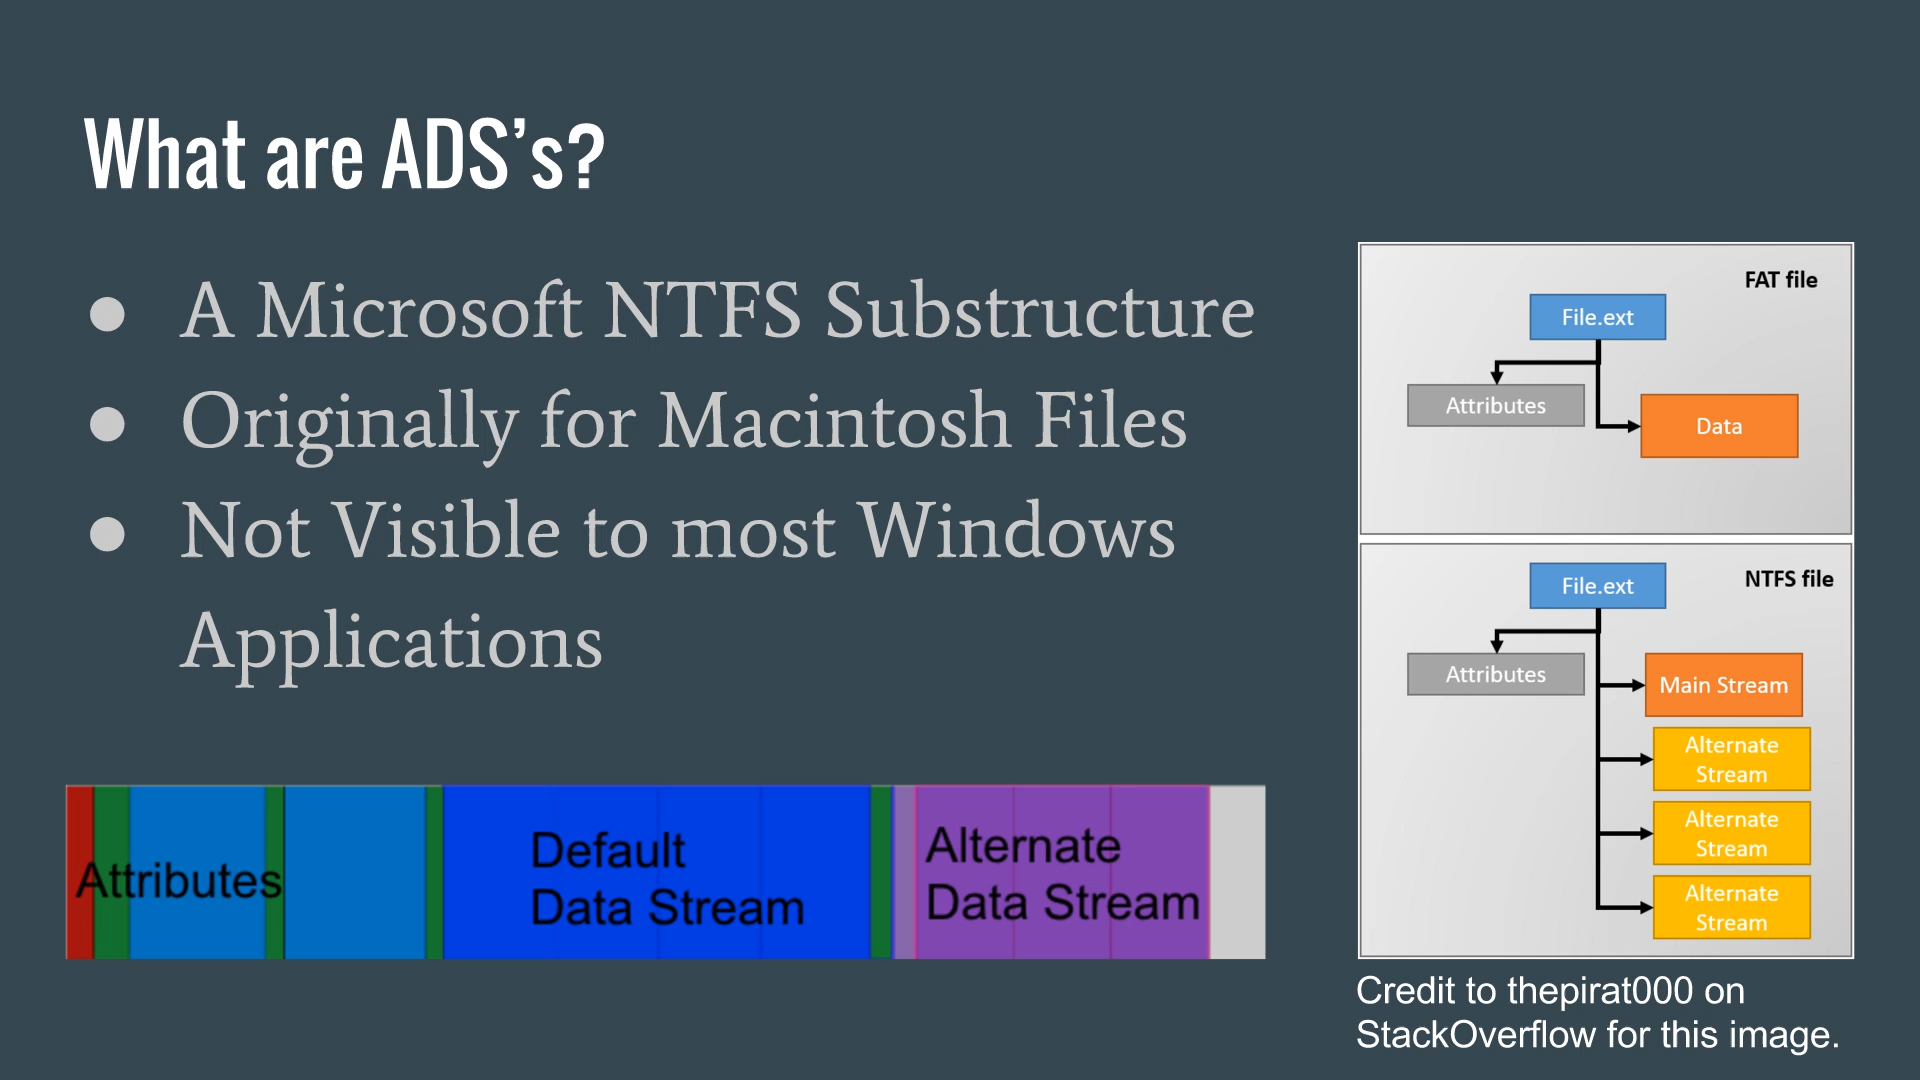 What are ADS’s?
● A Microsoft NTFS Substructure
● Originally for Macintosh Files
● Not Visible to most Windows
Applications
Attributes
Default
Data Stream
Alternate
Data Stream
FAT file
File.ext
Attributes
Data
NTFS file
File.ext
Attributes
Main Stream
Alternate
Stream
Alternate
Stream
Alternate
Stream
Credit to thepirat000 on
StackOverflow for this image.